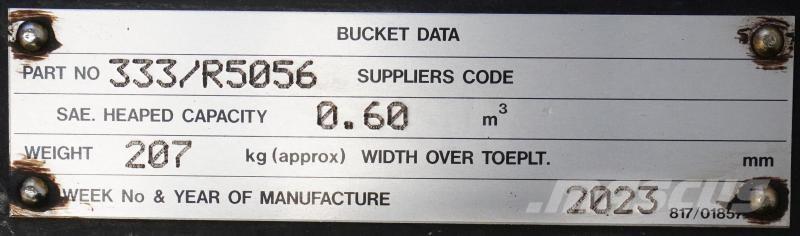 BUCKET DATA
PART NO 333/R5056 SUPPLIERS CODE
SAE. HEAPED CAPACITY 0.60 m³
WEIGHT 207 kg (approx) WIDTH OVER TOEPLT. mm
WEEK No & YEAR OF MANUFACTURE 2023
mascus